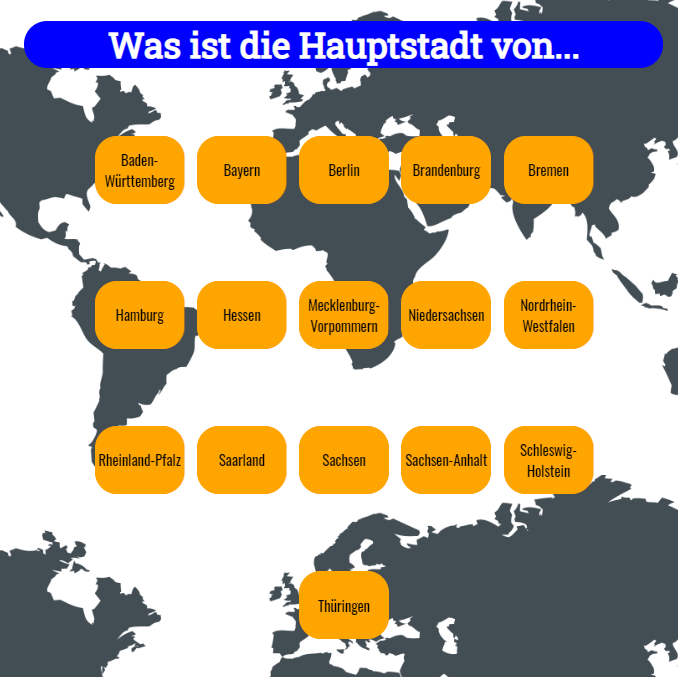 Was ist die Hauptstadt von...
Baden-
Württemberg
Bayern
Berlin
Brandenburg
Bremen
Hamburg
Hessen
Mecklenburg-
Vorpommern
Niedersachsen
Nordrhein-
Westfalen
Rheinland-Pfalz
Saarland
Sachsen
Sachsen-Anhalt
Schleswig-
Holstein
Thüringen